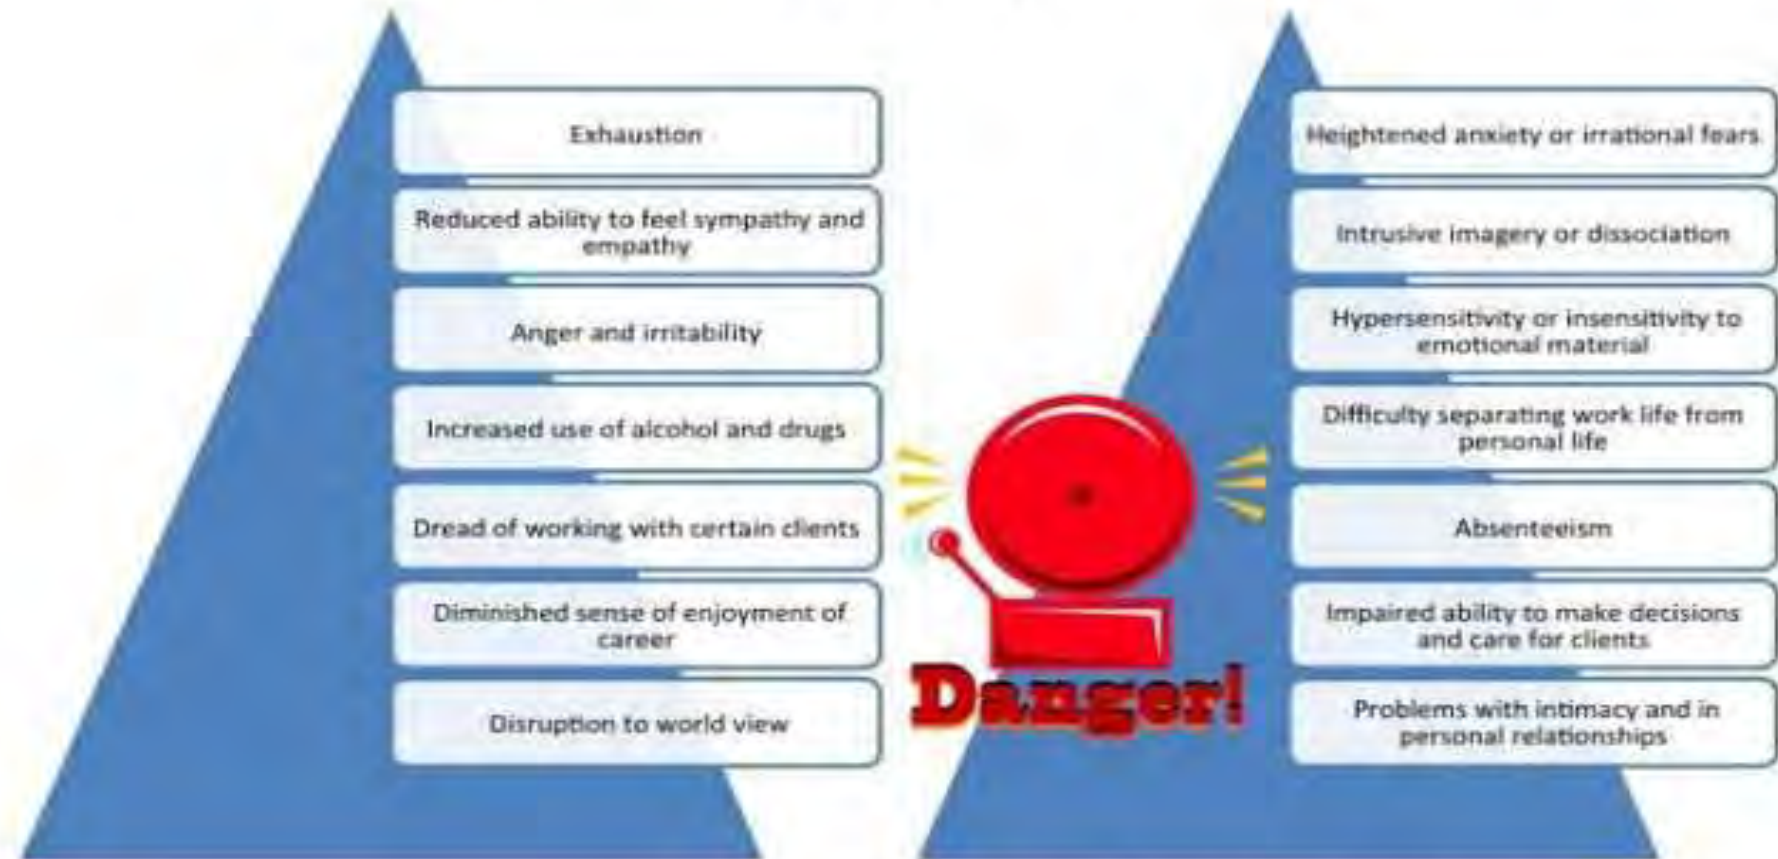 Exhaustion
Reduced ability to feel sympathy and
empathy
Anger and irritability
Increased use of alcohol and drugs
Dread of working with certain clients
Diminished sense of enjoyment of
career
Disruption to world view
Danger!
Heightened anxiety or irrational fears
Intrusive imagery or dissociation
Hypersensitivity or insensitivity to
emotional material
Difficulty separating work life from
personal life
Absenteeism
Impaired ability to make decisions
and care for clients
Problems with intimacy and in
personal relationships